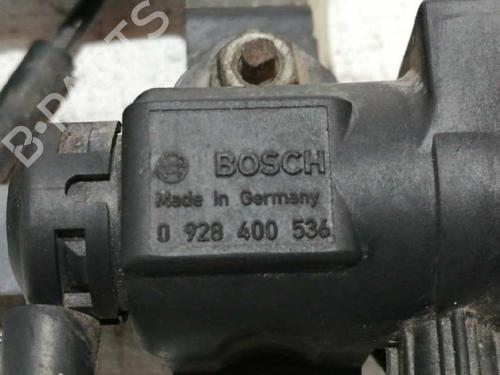 B-PARTS
BOSCH
Made in Germany
0 928 400 536